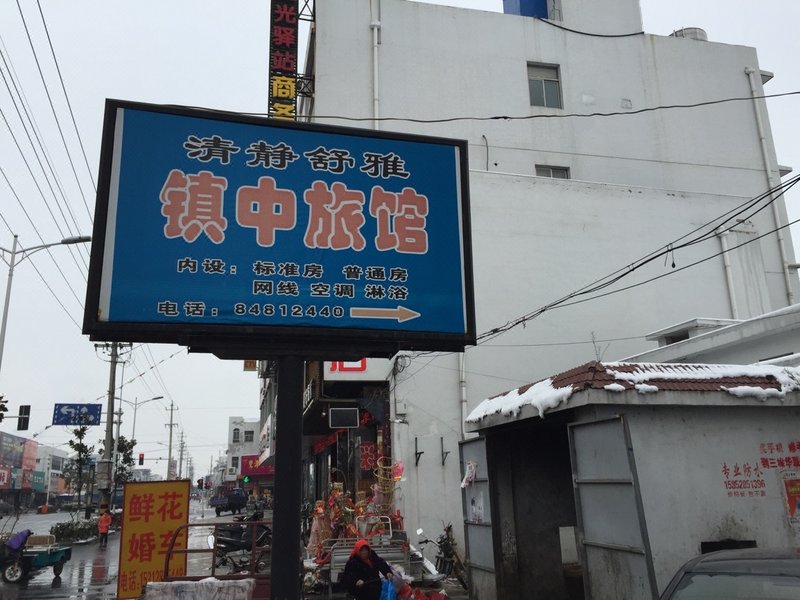 光驿站商务
清静舒雅
镇中旅馆
内设：标准房 普通房
网线 空调 淋浴
电话：84812440
鲜花
婚车
专业防水
15852851396